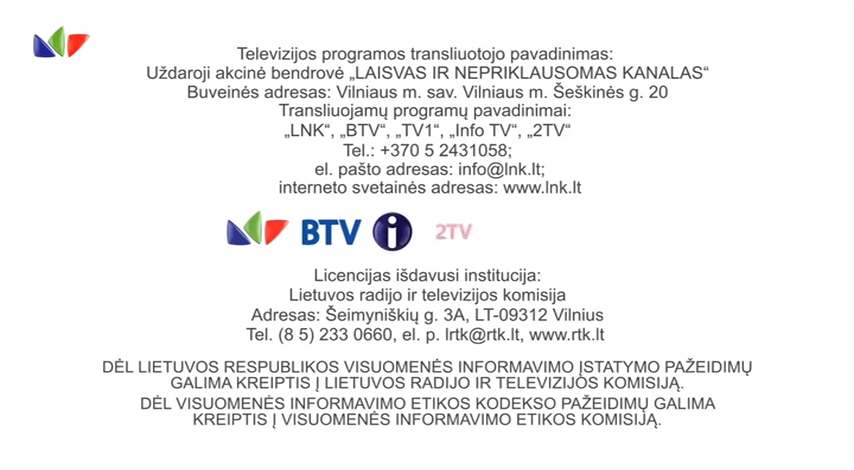 Televizijos programos transliuotojo pavadinimas:
Uždaroji akcinė bendrovė „LAISVAS IR NEPRIKLAUSOMAS KANALAS“
Buveinės adresas: Vilniaus m. sav. Vilniaus m. Šeškinės g. 20
Transliuojamų programų pavadinimai:
„LNK“, „BTV“, „TV1“, „Info TV“, „2TV“
Tel.: +370 5 2431058;
el. pašto adresas: info@lnk.lt;
interneto svetainės adresas: www.lnk.lt
BTV i 2TV
Licencijas išdavusi institucija:
Lietuvos radijo ir televizijos komisija
Adresas: Šeimyniškių g. 3A, LT-09312 Vilnius
Tel. (8 5) 233 0660, el. p. lrtk@rtk.lt, www.rtk.lt
DĖL LIETUVOS RESPUBLIKOS VISUOMENĖS INFORMAVIMO ĮSTATYMO PAŽEIDIMŲ
GALIMA KREIPTIS Į LIETUVOS RADIJO IR TELEVIZIJOS KOMISIJĄ.
DĖL VISUOMENĖS INFORMAVIMO ETIKOS KODEKSO PAŽEIDIMŲ GALIMA
KREIPTIS Į VISUOMENĖS INFORMAVIMO ETIKOS KOMISIJĄ.